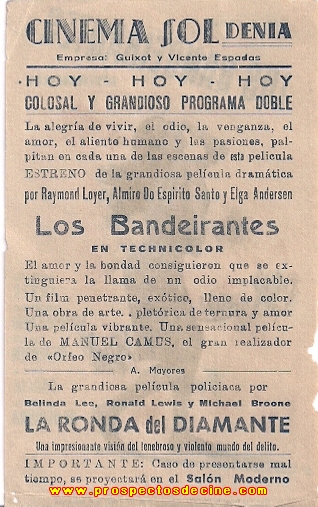 CINEMA SOL DENIA
Empresa: Guixot y Vicente Espadas
HOY - HOY - HOY
COLOSAL Y GRANDIOSO PROGRAMA DOBLE
La alegría de vivir, el odio, la venganza, el
amor, el aliento humano y las pasiones, pal-
pitan en cada una de las escenas de esta pelicula
ESTRENO de la grandiosa película dramática
por Raymond Loyer, Almiro Do Espirito Santo y Elga Andersen
Los Bandeirantes
EN TECHNICOLOR
El amor y la bondad consiguieron que se ex-
tinguiera la llama de nn odio implacable.
Un film penetrante, exótico, lleno de color.
Una obra de arte. . pletórica de ternura y amor
Una película vibrante. Una sensacional pelícu-
la de MANUEL CAMUS, el gran realizador
de «Orfeo Negro»
A. Mayores
La grandiosa película policiaca por
Belinda Lee, Ronald Lewis y Michael Broone
LA RONDA del DIAMANTE
Una impresionante visión del tenebroso y violento mundo del delito.
IMPORTANTE: Caso de presentarse mal
tiempo, se proyectará en el Salón Moderno
www.prospectosdecine.com